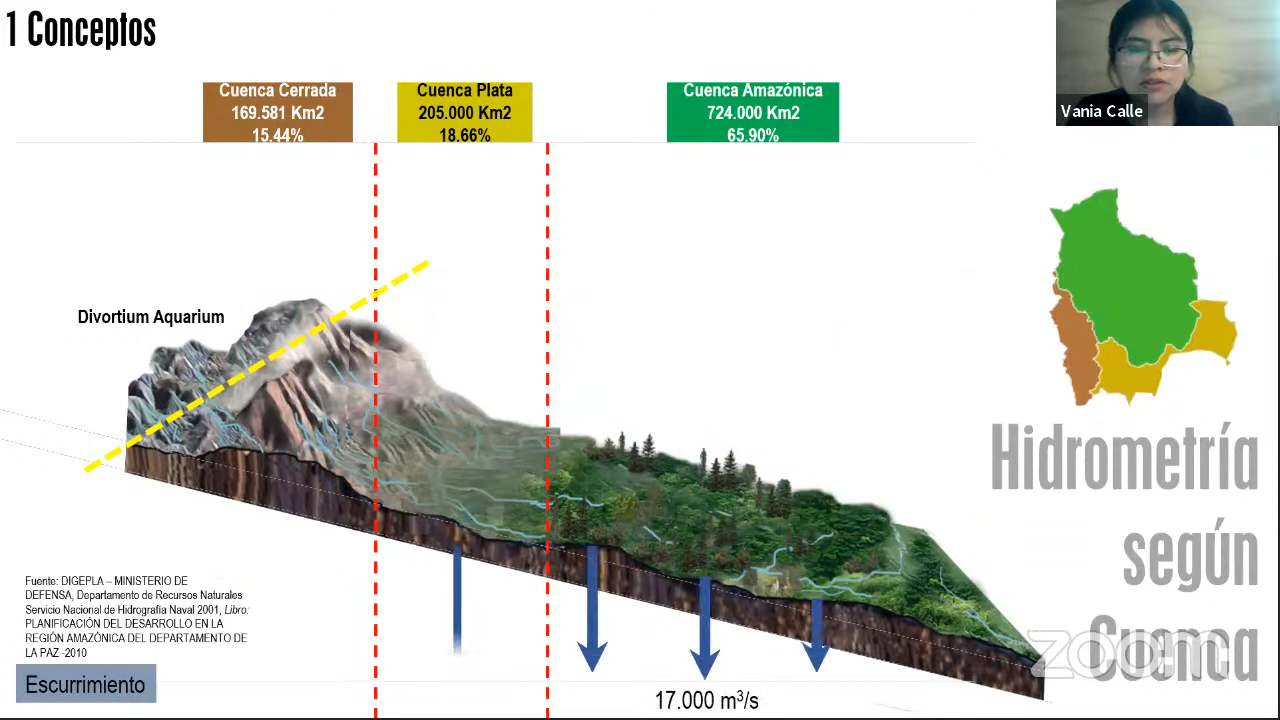 1 Conceptos
Vania Calle
Cuenca Cerrada
169.581 Km2
15.44%
Cuenca Plata
205.000 Km2
18.66%
Cuenca Amazónica
724.000 Km2
65.90%
Divortium Aquarium
Hidrometría
según
Cuenca
zoom
Fuente: DIGEPLA – MINISTERIO DE
DEFENSA, Departamento de Recursos Naturales
Servicio Nacional de Hidrografía Naval 2001, Libro:
PLANIFICACIÓN DEL DESARROLLO EN LA
REGIÓN AMAZÓNICA DEL DEPARTAMENTO DE
LA PAZ -2010
Escurrimiento
17.000 m³/s